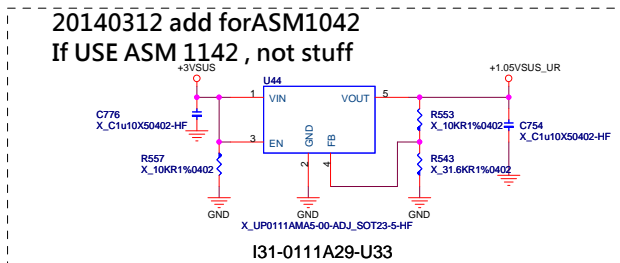 20140312 add forASM1042
If USE ASM 1142 , not stuff
+3VSUS
+1.05VSUS_UR
U44
1 VIN
VOUT 5
C776
X_C1u10X50402-HF
R553
X_10KR1%0402
C754
X_C1u10X50402-HF
3 EN
GND
FB
2
4
R557
X_10KR1%0402
R543
X_31.6KR1%0402
GND
GND
GND
X_UP0111AMA5-00-ADJ_SOT23-5-HF
I31-0111A29-U33